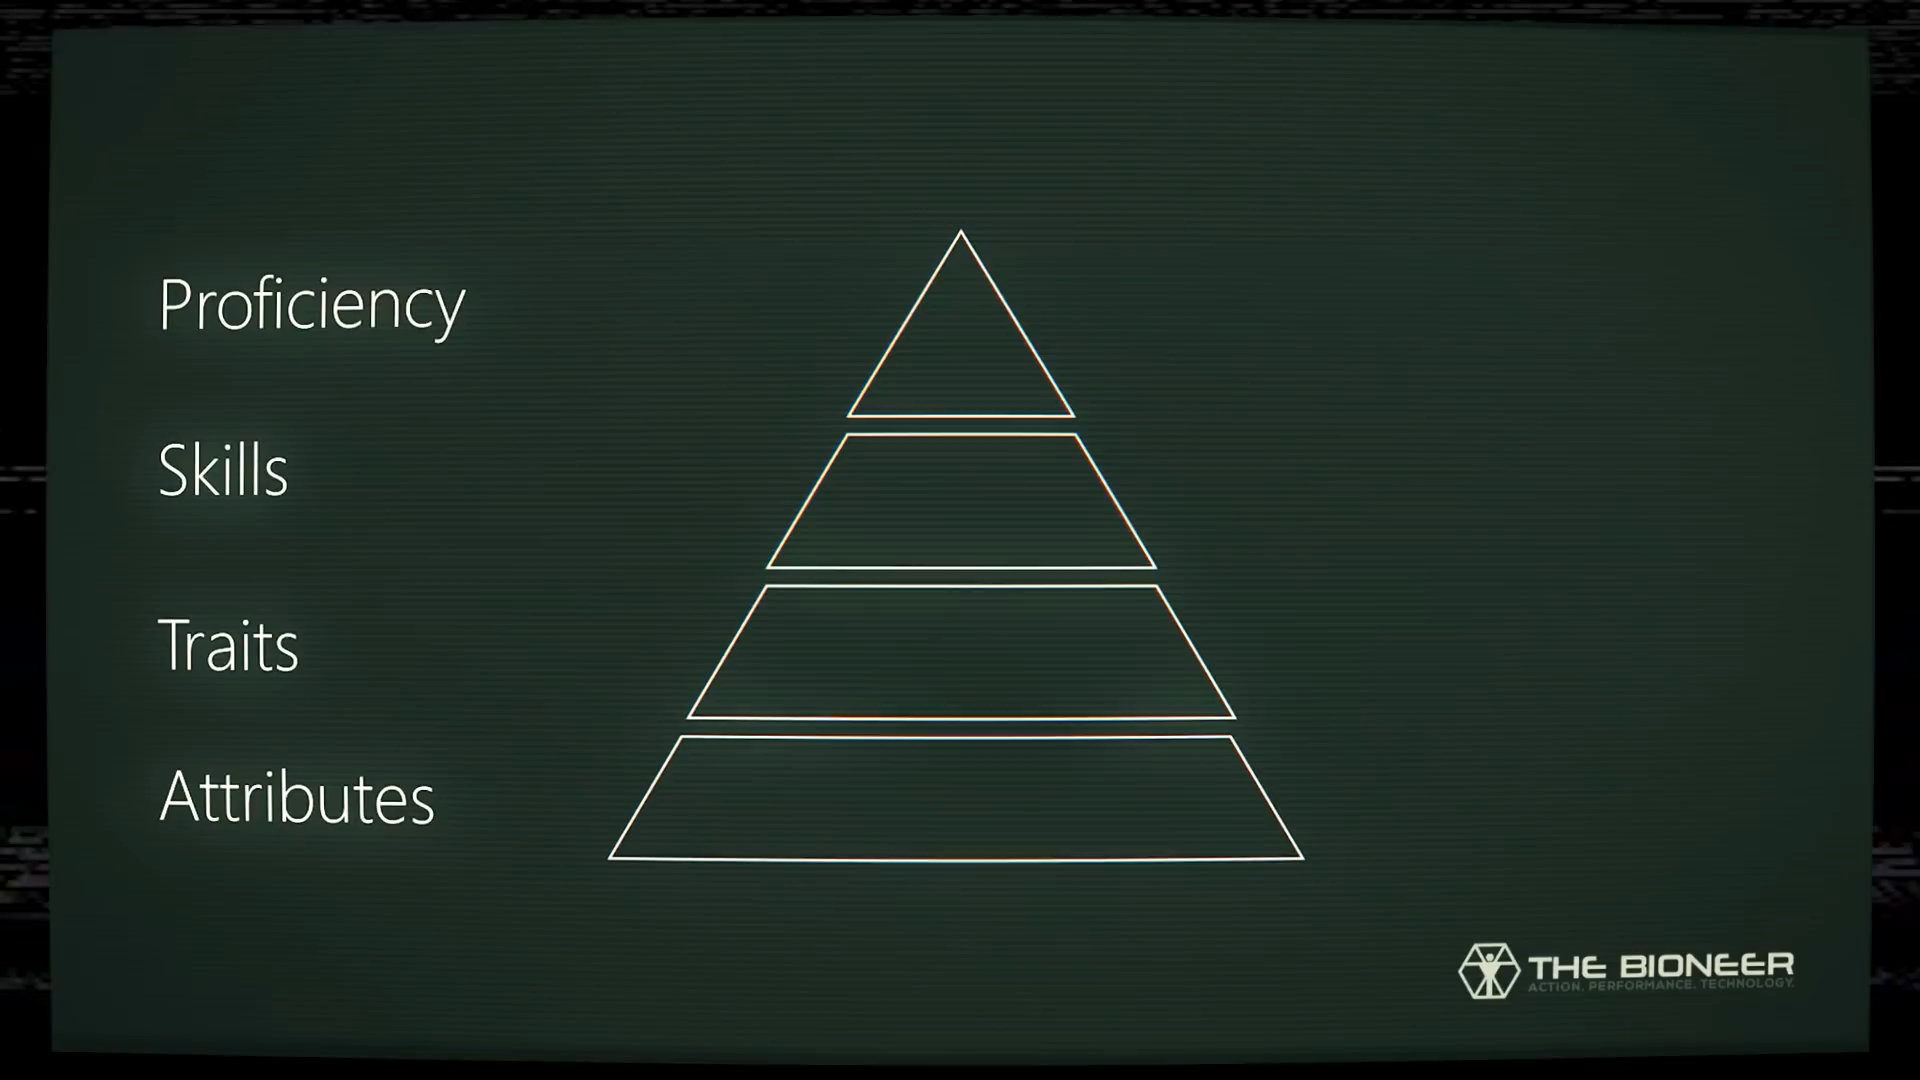 Proficiency
Skills
Traits
Attributes
THE BIONEER
ACTION. PERFORMANCE. TECHNOLOGY.